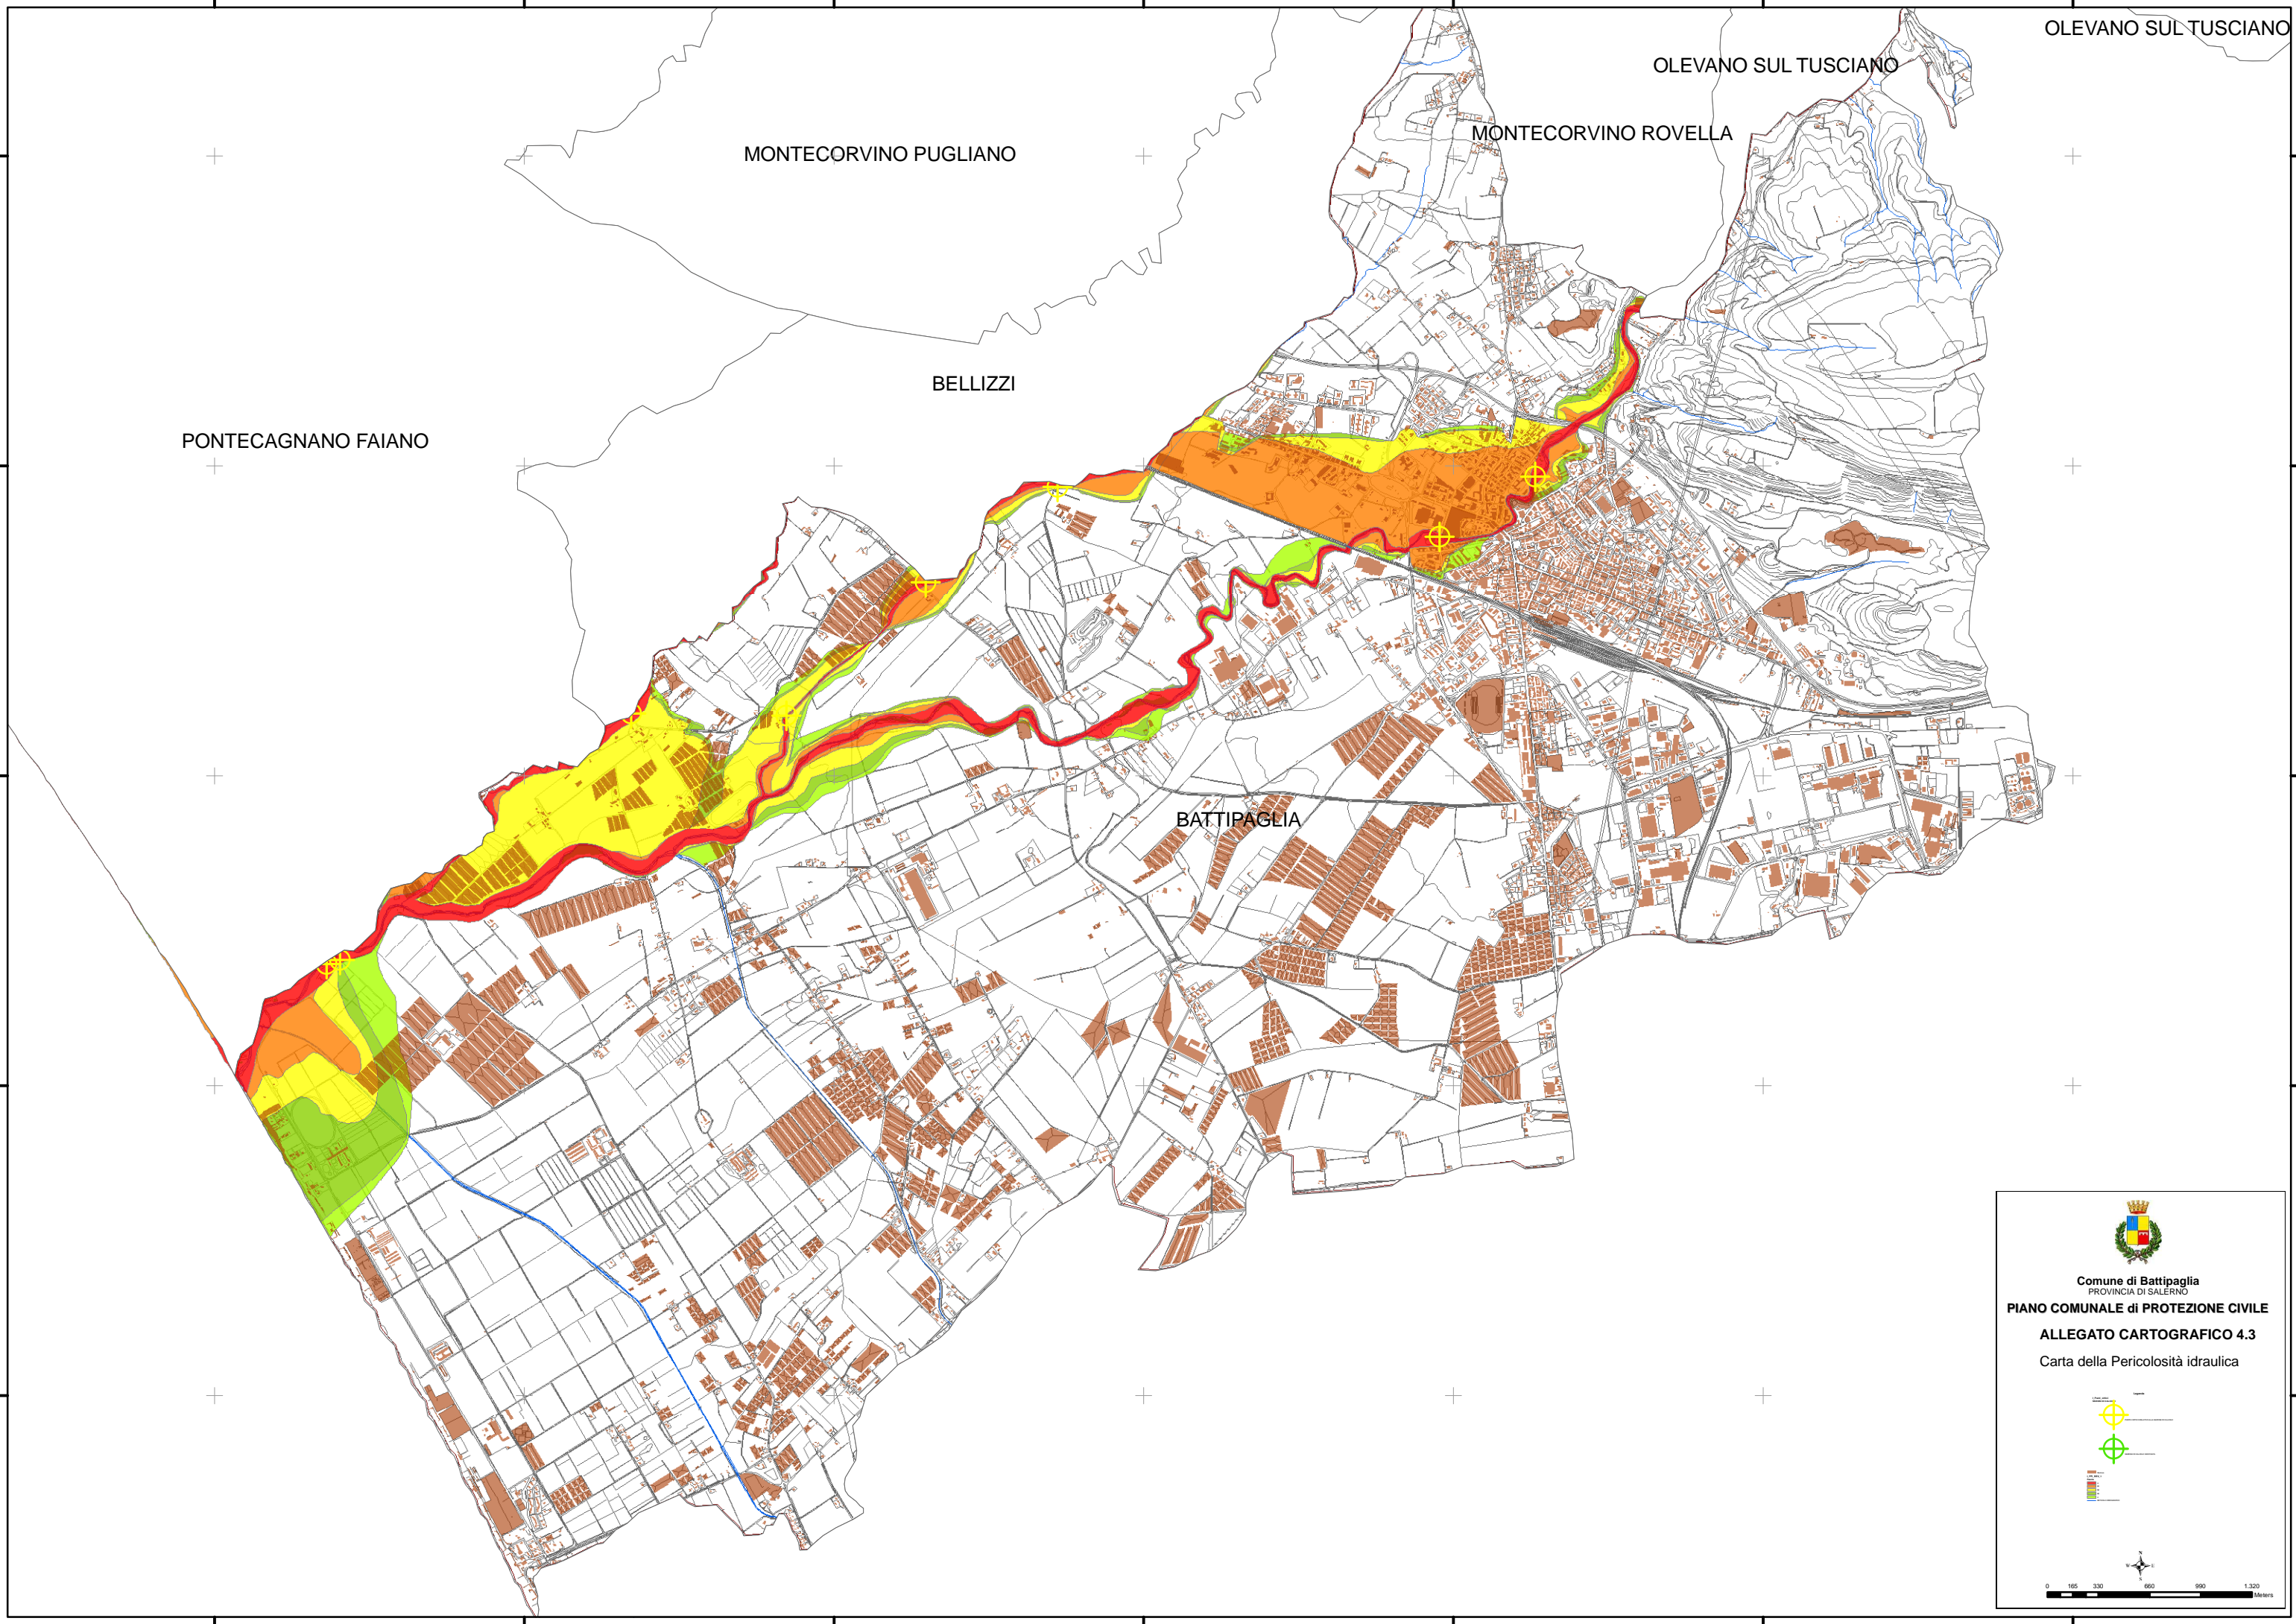 OLEVANO SUL TUSCIANO
OLEVANO SUL TUSCIANO
MONTECORVINO ROVELLA
MONTECORVINO PUGLIANO
BELLIZZI
PONTECAGNANO FAIANO
BATTIPAGLIA
Comune di Battipaglia
PROVINCIA DI SALERNO
PIANO COMUNALE di PROTEZIONE CIVILE
ALLEGATO CARTOGRAFICO 4.3
Carta della Pericolosità idraulica
0 165 330 660 990 1.320
Meters